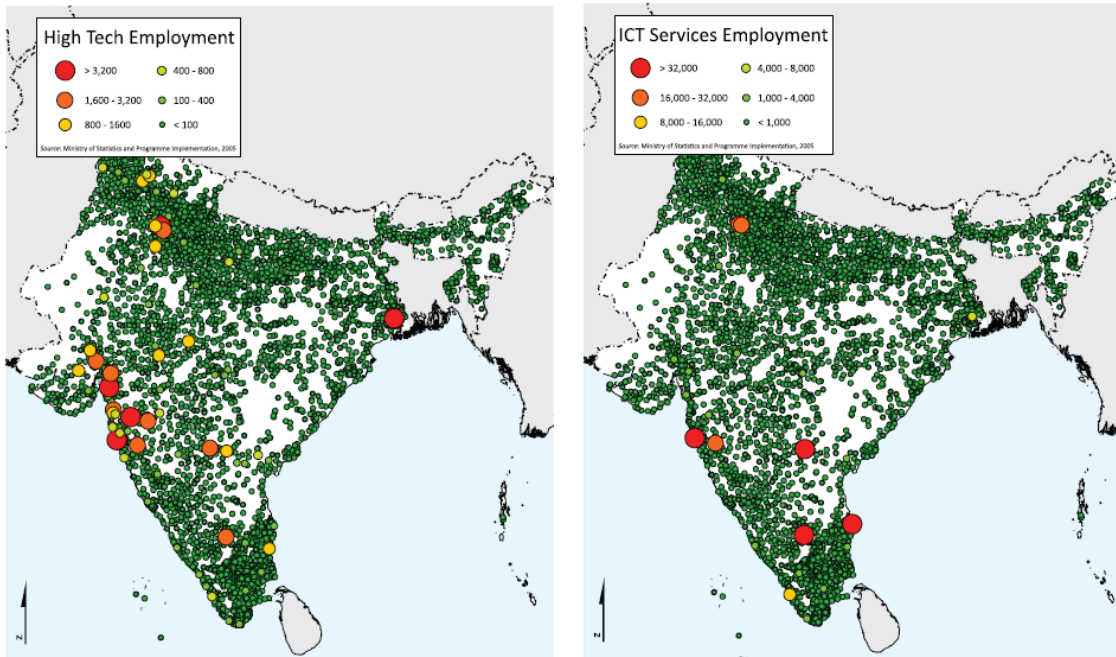 High Tech Employment
> 3,200 400 - 800
1,600 - 3,200 100 - 400
800 - 1600 < 100
Source: Ministry of Statistics and Programme Implementation, 2005
N
ICT Services Employment
> 32,000 4,000 - 8,000
16,000 - 32,000 1,000 - 4,000
8,000 - 16,000 < 1,000
Source: Ministry of Statistics and Programme Implementation, 2005
N